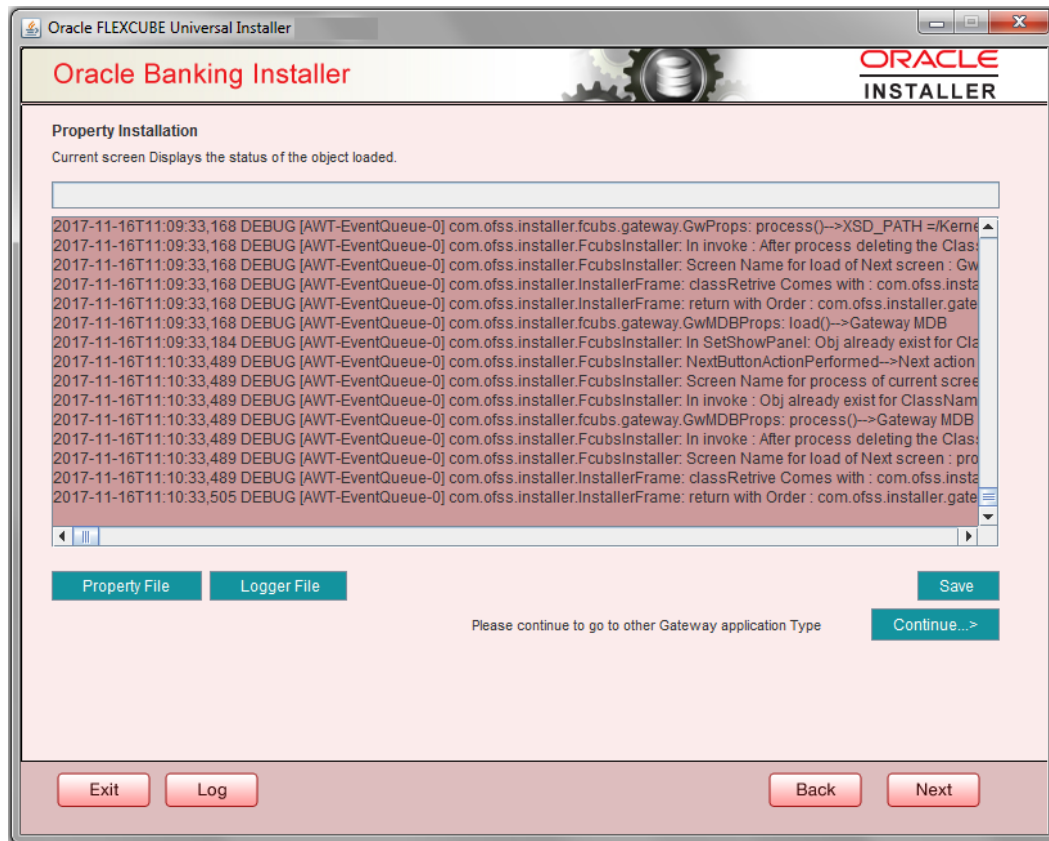 Oracle FLEXCUBE Universal Installer
Oracle Banking Installer
ORACLE
INSTALLER
Property Installation
Current screen Displays the status of the object loaded.
2017-11-16T11:09:33,168 DEBUG [AWT-EventQueue-0] com.ofss.installer.fcubs.gateway.GwProps: process()-->XSD_PATH =/Kerne
2017-11-16T11:09:33,168 DEBUG [AWT-EventQueue-0] com.ofss.installer.FcubsInstaller: In invoke : After process deleting the Clas
2017-11-16T11:09:33,168 DEBUG [AWT-EventQueue-0] com.ofss.installer.FcubsInstaller: Screen Name for load of Next screen : Gw
2017-11-16T11:09:33,168 DEBUG [AWT-EventQueue-0] com.ofss.installer.InstallerFrame: classRetrive Comes with : com.ofss.insta
2017-11-16T11:09:33,168 DEBUG [AWT-EventQueue-0] com.ofss.installer.InstallerFrame: return with Order : com.ofss.installer.gate
2017-11-16T11:09:33,168 DEBUG [AWT-EventQueue-0] com.ofss.installer.fcubs.gateway.GwMDBProps: load()-->Gateway MDB
2017-11-16T11:09:33,184 DEBUG [AWT-EventQueue-0] com.ofss.installer.FcubsInstaller: In SetShowPanel: Obj already exist for Cla
2017-11-16T11:10:33,489 DEBUG [AWT-EventQueue-0] com.ofss.installer.FcubsInstaller: NextButtonActionPerformed-->Next action
2017-11-16T11:10:33,489 DEBUG [AWT-EventQueue-0] com.ofss.installer.FcubsInstaller: Screen Name for process of current scree
2017-11-16T11:10:33,489 DEBUG [AWT-EventQueue-0] com.ofss.installer.FcubsInstaller: In invoke : Obj already exist for ClassNam
2017-11-16T11:10:33,489 DEBUG [AWT-EventQueue-0] com.ofss.installer.fcubs.gateway.GwMDBProps: process()-->Gateway MDB
2017-11-16T11:10:33,489 DEBUG [AWT-EventQueue-0] com.ofss.installer.FcubsInstaller: In invoke : After process deleting the Clas
2017-11-16T11:10:33,489 DEBUG [AWT-EventQueue-0] com.ofss.installer.FcubsInstaller: Screen Name for load of Next screen : pro
2017-11-16T11:10:33,489 DEBUG [AWT-EventQueue-0] com.ofss.installer.InstallerFrame: classRetrive Comes with : com.ofss.insta
2017-11-16T11:10:33,505 DEBUG [AWT-EventQueue-0] com.ofss.installer.InstallerFrame: return with Order : com.ofss.installer.gate
Property File Logger File Save
Please continue to go to other Gateway application Type Continue...>
Exit Log Back Next